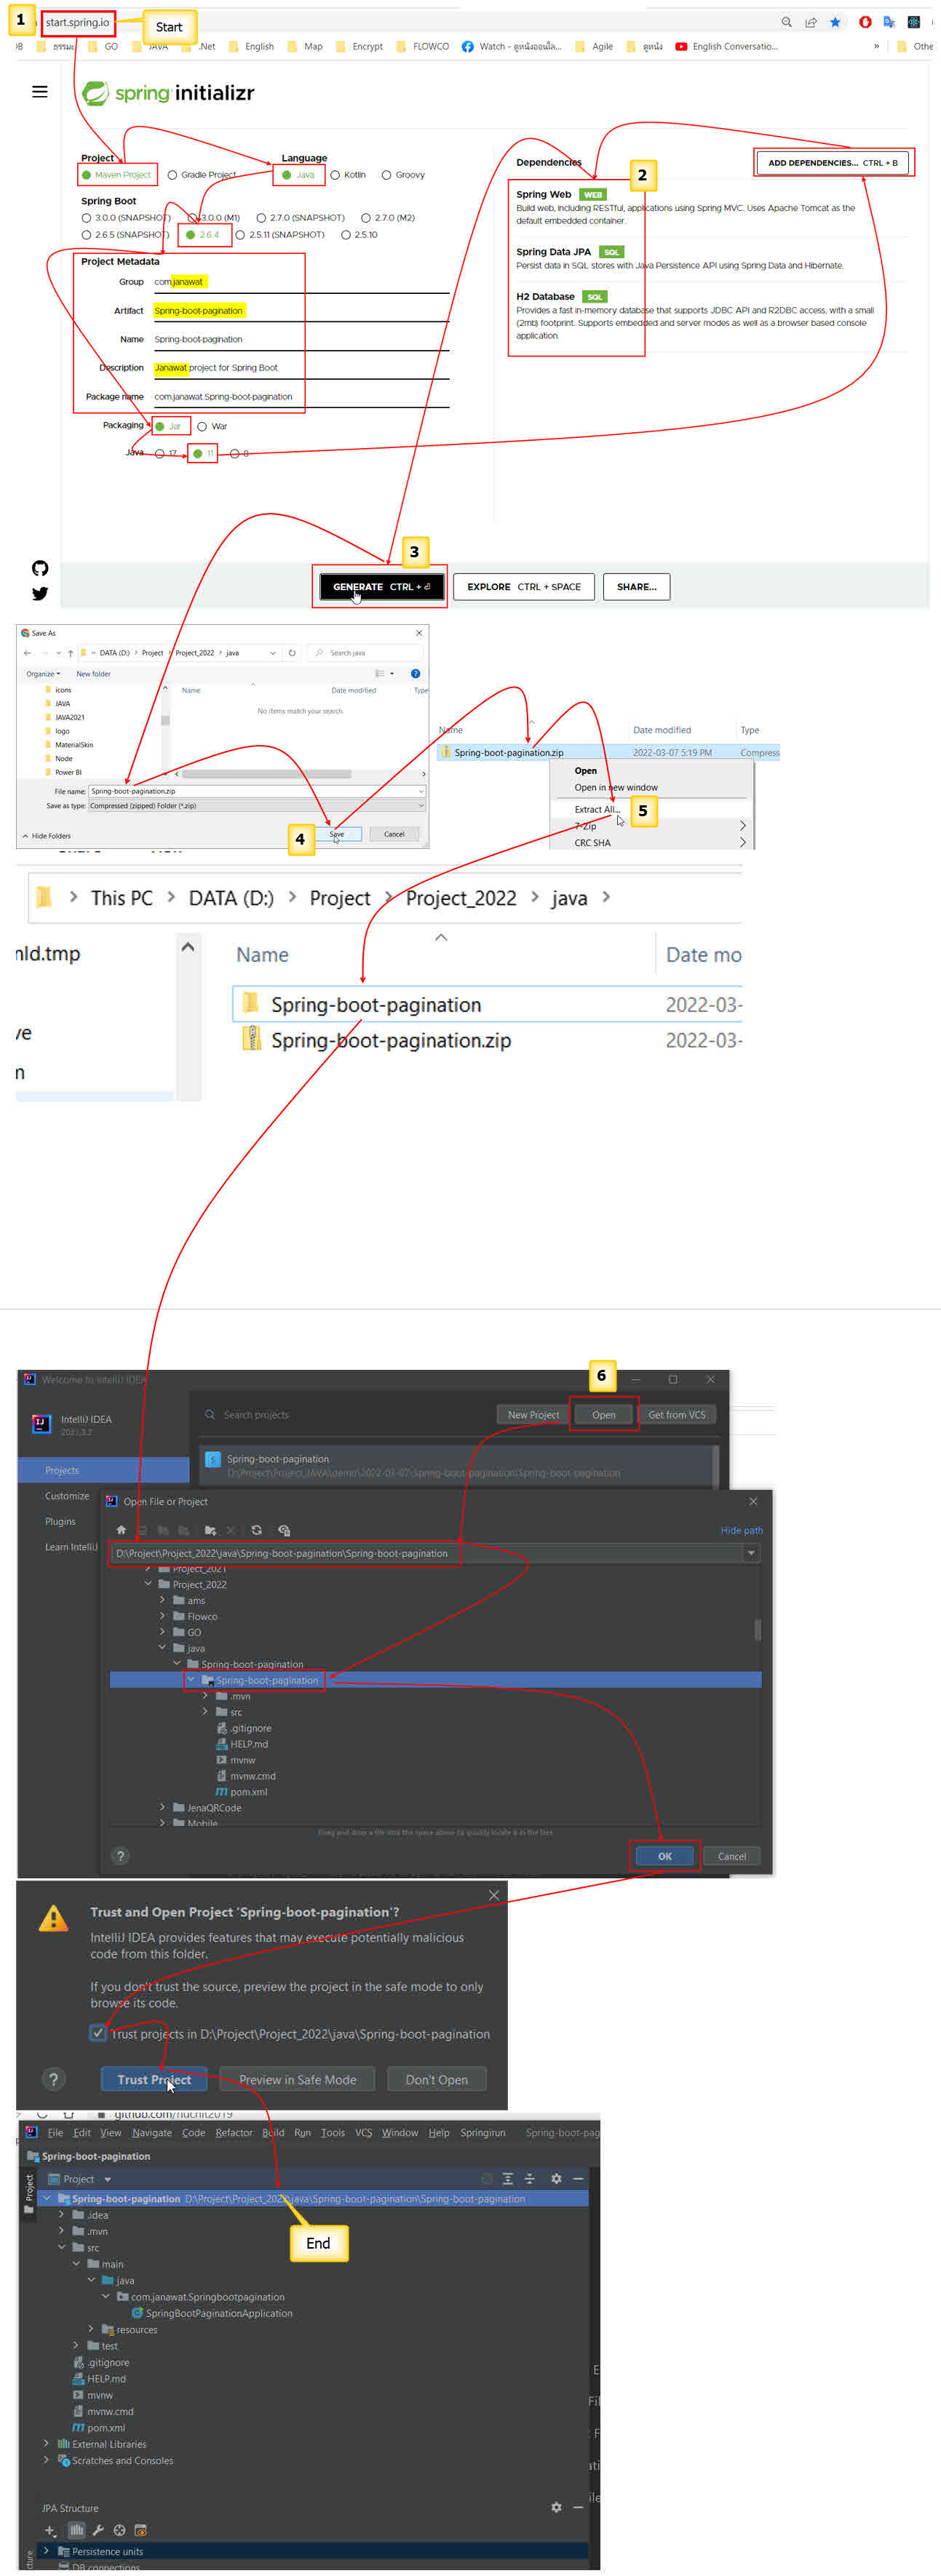 1
start.spring.io
Start
ธรรมะ GO JAVA .Net English Map Encrypt FLOWCO Watch - ดูหนังออนไล... Agile ดูหนัง English Conversatio... » Othe
spring initializr
Project Language
Maven Project Gradle Project Java Kotlin Groovy
Spring Boot
3.0.0 (SNAPSHOT) 3.0.0 (M1) 2.7.0 (SNAPSHOT) 2.7.0 (M2)
2.6.5 (SNAPSHOT) 2.6.4 2.5.11 (SNAPSHOT) 2.5.10
Project Metadata
Group com.janawat
Artifact Spring-boot-pagination
Name Spring-boot-pagination
Description Janawat project for Spring Boot
Package name com.janawat.Spring-boot-pagination
Packaging Jar War
Java 17 11 8
Dependencies ADD DEPENDENCIES... CTRL + B
2
Spring Web WEB
Build web, including RESTful, applications using Spring MVC. Uses Apache Tomcat as the
default embedded container.
Spring Data JPA SQL
Persist data in SQL stores with Java Persistence API using Spring Data and Hibernate.
H2 Database SQL
Provides a fast in-memory database that supports JDBC API and R2DBC access, with a small
(2mb) footprint. Supports embedded and server modes as well as a browser based console
application.
3
GENERATE CTRL + ⏎ EXPLORE CTRL + SPACE SHARE...
Save As
« DATA (D:) › Project › Project_2022 › java Search java
Organize New folder
Name Date modified Type
No items match your search.
icons
JAVA
JAVA2021
logo
MaterialSkin
Node
Power BI
File name: Spring-boot-pagination.zip
Save as type: Compressed (zipped) Folder (*.zip)
Hide Folders 4 Save Cancel
Name Date modified Type
Spring-boot-pagination.zip 2022-03-07 5:19 PM Compress
Open
Open in new window
Extract All...
5
7-Zip
CRC SHA
This PC › DATA (D:) › Project › Project_2022 › java ›
nld.tmp
ve
n
Name Date mo
Spring-boot-pagination 2022-03-
Spring-boot-pagination.zip 2022-03-
6
Welcome to IntelliJ IDEA
IntelliJ IDEA
2021.3.2
Search projects New Project Open Get from VCS
Projects
Customize
Plugins
Learn IntelliJ
Spring-boot-pagination
D:\Project\Project_JAVA\demo\2022-03-07\Spring-boot-pagination\Spring-boot-pagination
Open File or Project
Hide path
D:\Project\Project_2022\java\Spring-boot-pagination\Spring-boot-pagination
Project_2021
Project_2022
ams
Flowco
GO
java
Spring-boot-pagination
Spring-boot-pagination
.mvn
src
.gitignore
HELP.md
mvnw
mvnw.cmd
pom.xml
JenaQRCode
Mobile
Drag and drop a file into the space above to quickly locate it in the tree
? OK Cancel
Trust and Open Project 'Spring-boot-pagination'?
IntelliJ IDEA provides features that may execute potentially malicious
code from this folder.
If you don't trust the source, preview the project in the safe mode to only
browse its code.
Trust projects in D:\Project\Project_2022\java\Spring-boot-pagination
? Trust Project Preview in Safe Mode Don't Open
github.com/nuchit2019
File Edit View Navigate Code Refactor Build Run Tools VCS Window Help Springirun Spring-boot-pag
Spring-boot-pagination
Project
Project
Spring-boot-pagination D:\Project\Project_2022\java\Spring-boot-pagination\Spring-boot-pagination
End
.idea
.mvn
src
main
java
com.janawat.Springbootpagination
SpringBootPaginationApplication
resources
test
.gitignore
HELP.md
mvnw
mvnw.cmd
pom.xml
External Libraries
Scratches and Consoles
JPA Structure
Persistence units
DB connections